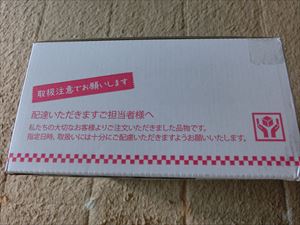 取扱注意でお願いします
配達いただきますご担当者様へ
私たちの大切なお客様よりご注文いただきました品物です。
指定日時、取扱いには十分にご配慮いただきますようお願いいたします。